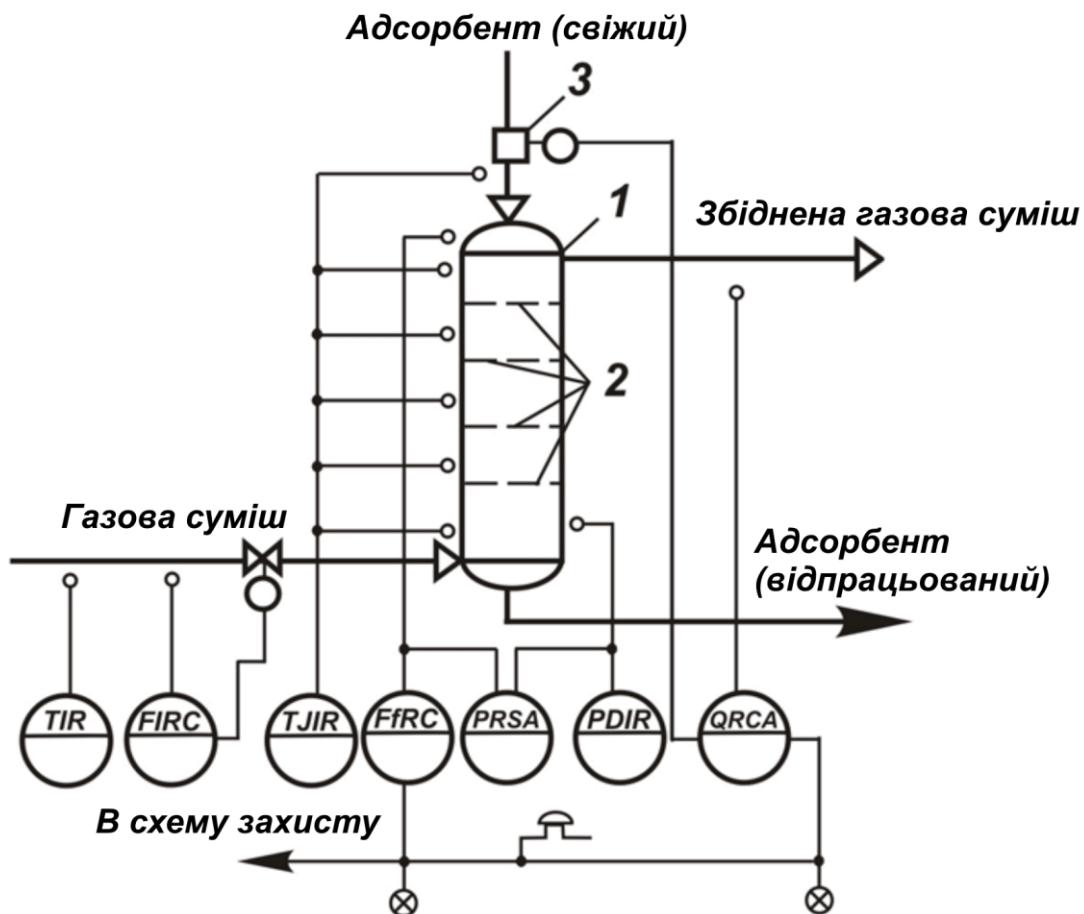 Адсорбент (свіжий)
3
1
Збіднена газова суміш
2
Газова суміш
Адсорбент
(відпрацьований)
TIR
FIRC
TJIR
FfRC
PRSA
PDIR
QRCA
В схему захисту